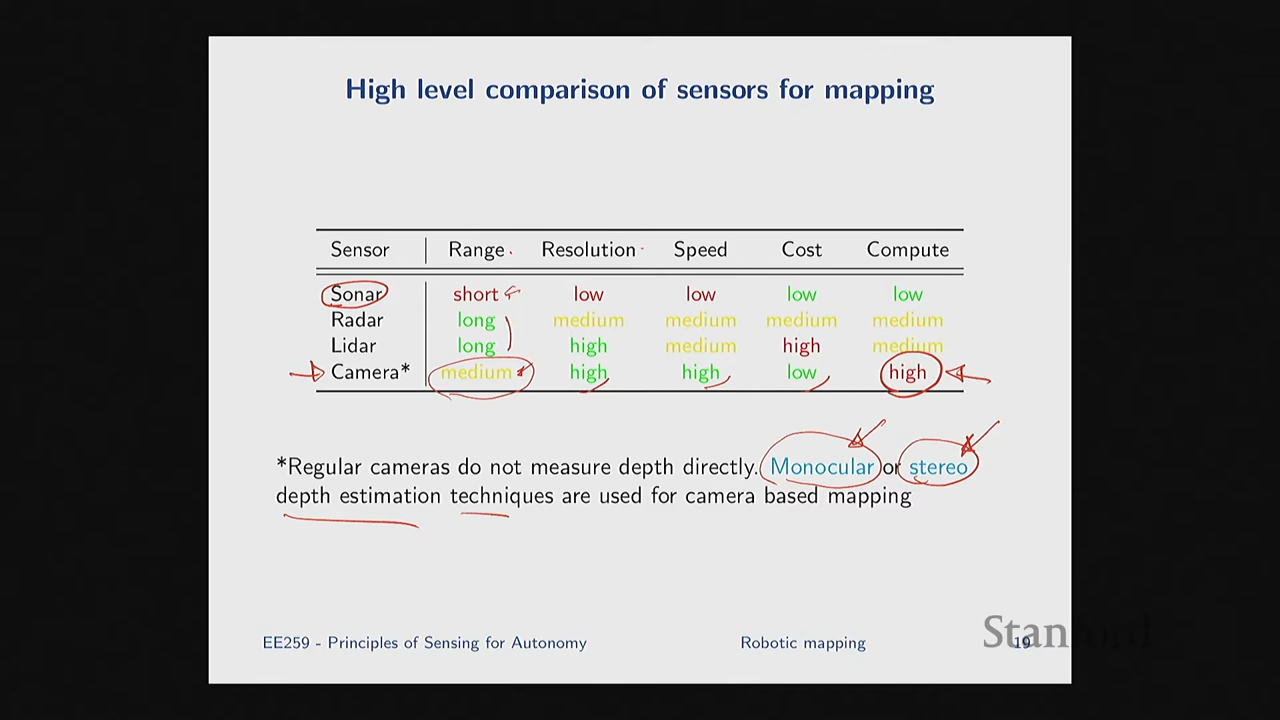 High level comparison of sensors for mapping
Sensor Range Resolution Speed Cost Compute
Sonar short low low low low
Radar long medium medium medium medium
Lidar long high medium high medium
Camera* medium high high low high
*Regular cameras do not measure depth directly. Monocular or stereo
depth estimation techniques are used for camera based mapping
EE259 - Principles of Sensing for Autonomy Robotic mapping 19
Stanford